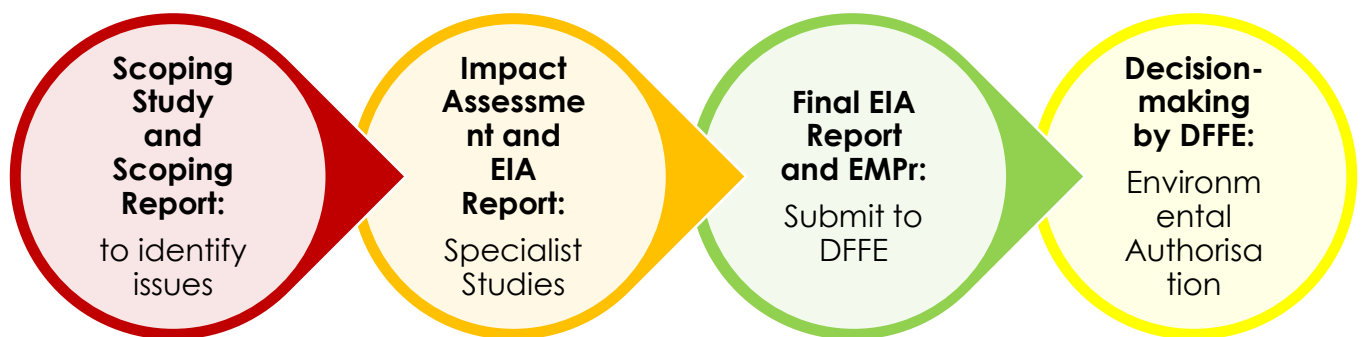 Scoping
Study
and
Scoping
Report:
to identify
issues
Impact
Assessme
nt and
EIA
Report:
Specialist
Studies
Final EIA
Report
and EMPr:
Submit to
DFFE
Decision-
making
by DFFE:
Environm
ental
Authorisa
tion